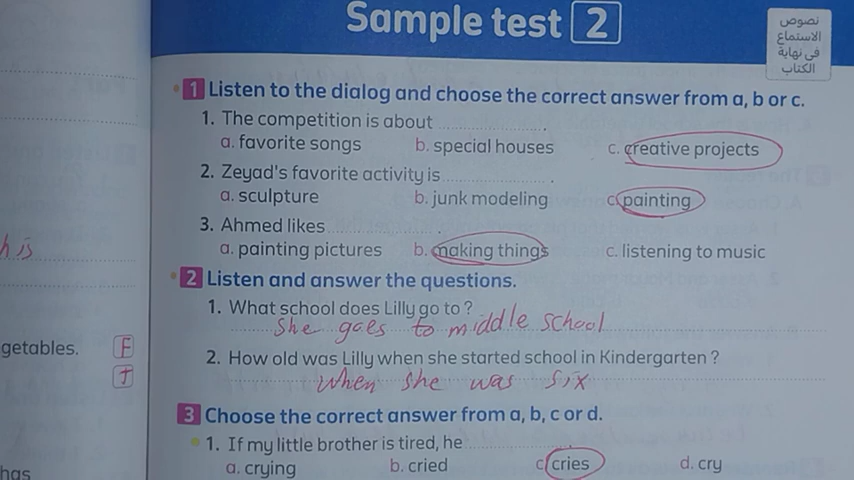 Sample test 2
نصوص
الاستماع
فى نهاية
الكتاب
1 Listen to the dialog and choose the correct answer from a, b or c.
1. The competition is about ................ .
a. favorite songs b. special houses c. creative projects
2. Zeyad's favorite activity is ................ .
a. sculpture b. junk modeling c. painting
3. Ahmed likes ................ .
a. painting pictures b. making things c. listening to music
his
2 Listen and answer the questions.
1. What school does Lilly go to ?
She goes to middle school
getables. F
2. How old was Lilly when she started school in Kindergarten ?
T
when she was six
3 Choose the correct answer from a, b, c or d.
1. If my little brother is tired, he ................ .
has
a. crying b. cried c. cries d. cry